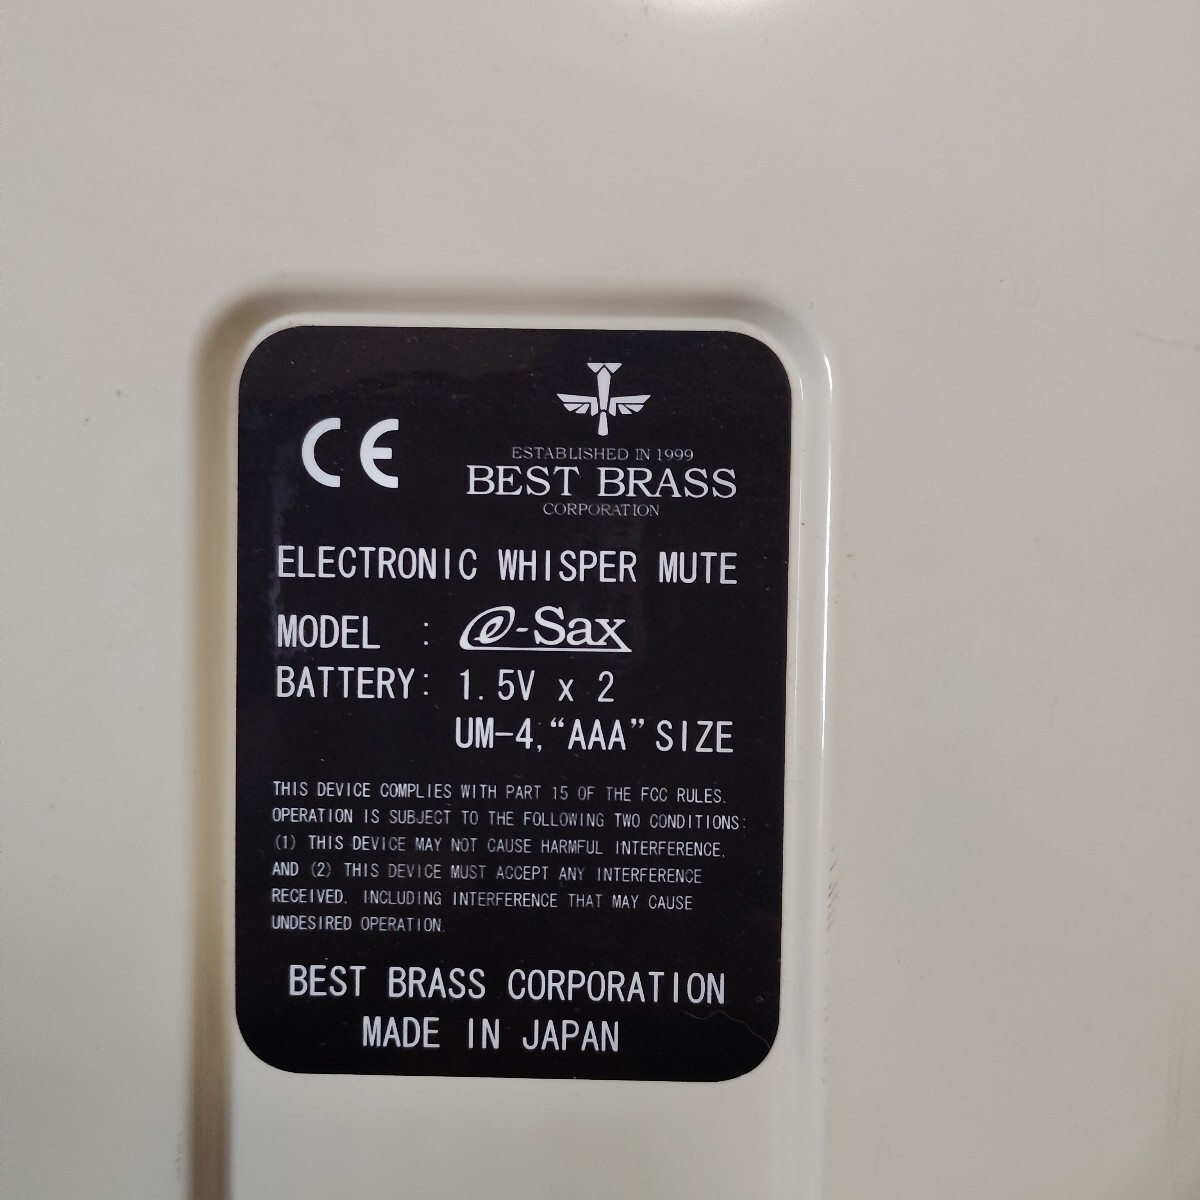 CE
ESTABLISHED IN 1999
BEST BRASS
CORPORATION
ELECTRONIC WHISPER MUTE
MODEL : e-Sax
BATTERY: 1.5V x 2
UM-4, “AAA” SIZE
THIS DEVICE COMPLIES WITH PART 15 OF THE FCC RULES.
OPERATION IS SUBJECT TO THE FOLLOWING TWO CONDITIONS:
(1) THIS DEVICE MAY NOT CAUSE HARMFUL INTERFERENCE,
AND (2) THIS DEVICE MUST ACCEPT ANY INTERFERENCE
RECEIVED, INCLUDING INTERFERENCE THAT MAY CAUSE
UNDESIRED OPERATION.
BEST BRASS CORPORATION
MADE IN JAPAN